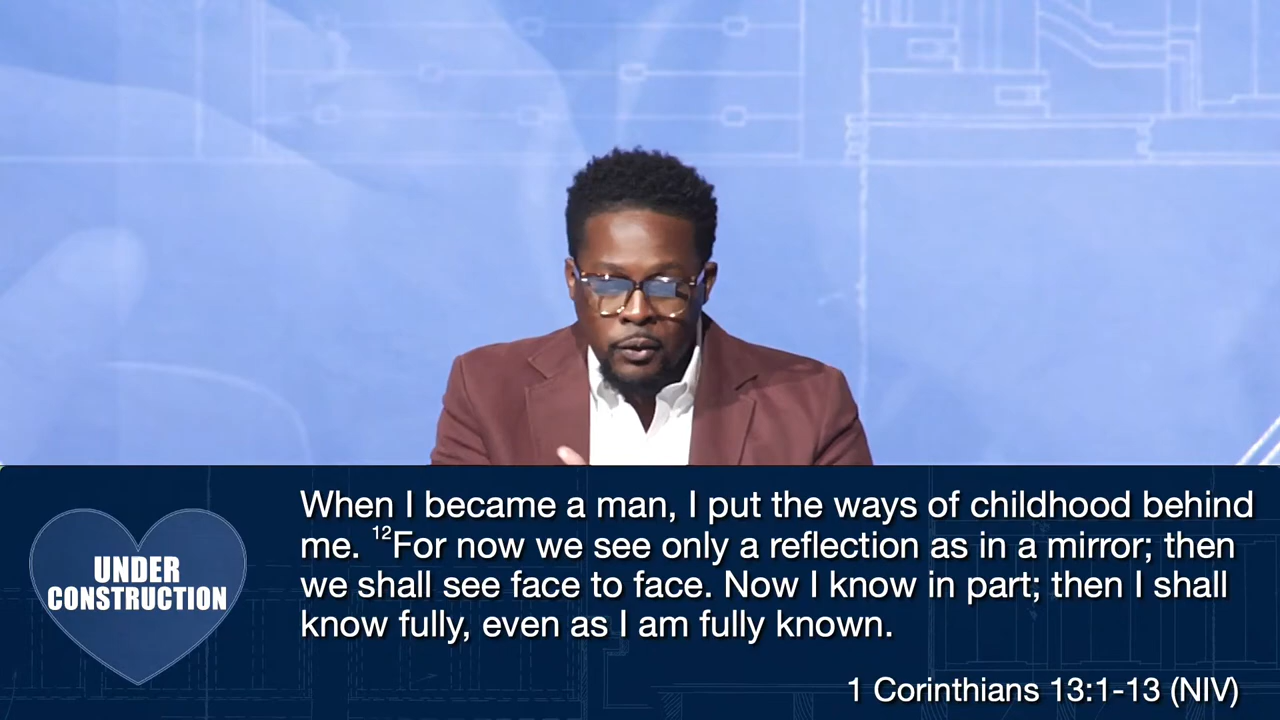 UNDER
CONSTRUCTION
When I became a man, I put the ways of childhood behind
me. ¹²For now we see only a reflection as in a mirror; then
we shall see face to face. Now I know in part; then I shall
know fully, even as I am fully known.
1 Corinthians 13:1-13 (NIV)